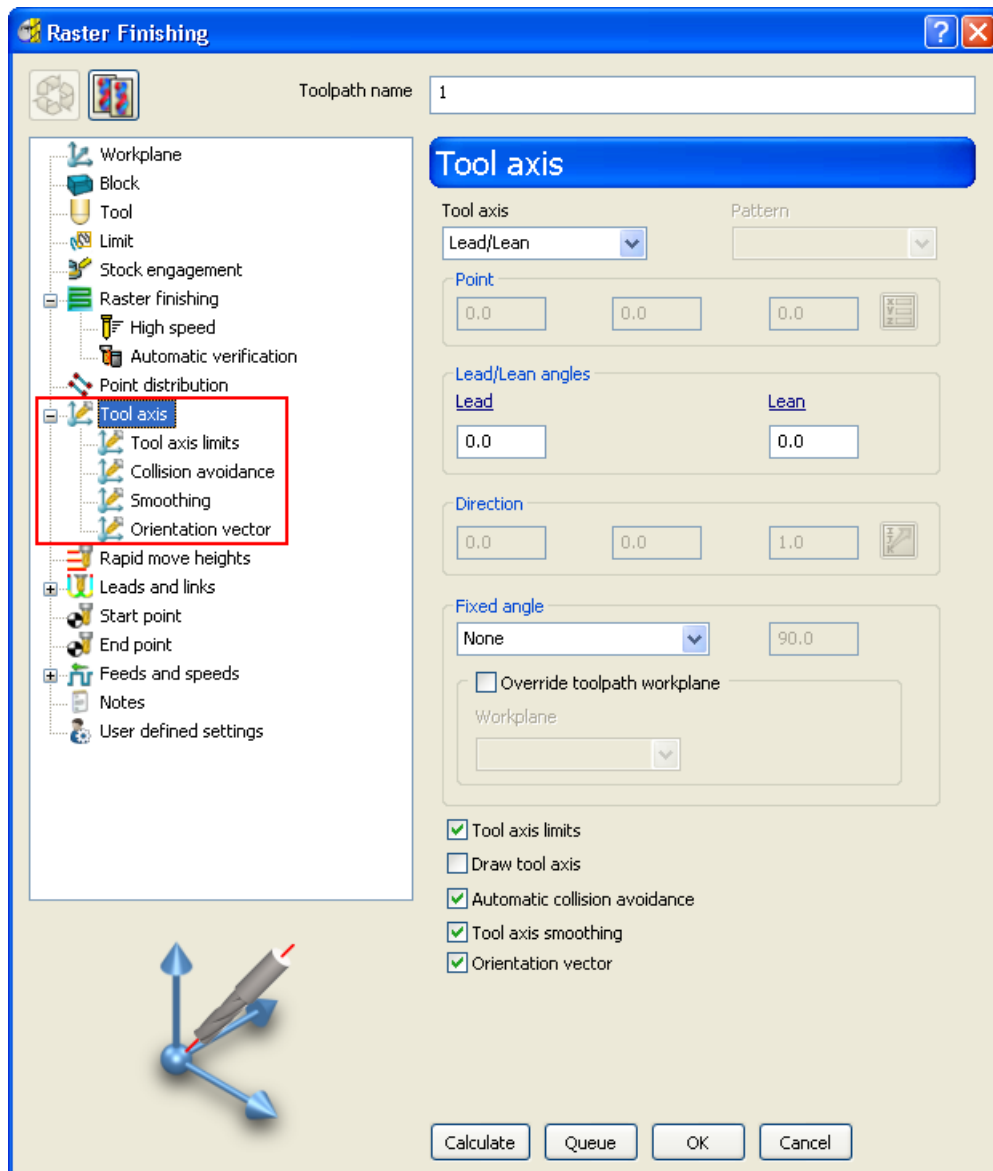 Raster Finishing
Toolpath name 1
Workplane
Block
Tool
Limit
Stock engagement
Raster finishing
High speed
Automatic verification
Point distribution
Tool axis
Tool axis limits
Collision avoidance
Smoothing
Orientation vector
Rapid move heights
Leads and links
Start point
End point
Feeds and speeds
Notes
User defined settings
Tool axis
Tool axis Pattern
Lead/Lean
Point
0.0 0.0 0.0
Lead/Lean angles
Lead Lean
0.0 0.0
Direction
0.0 0.0 1.0
Fixed angle
None 90.0
Override toolpath workplane
Workplane
Tool axis limits
Draw tool axis
Automatic collision avoidance
Tool axis smoothing
Orientation vector
Calculate Queue OK Cancel